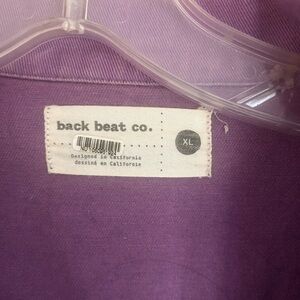 back beat co.
XL
Designed in California
dessiné en Californie